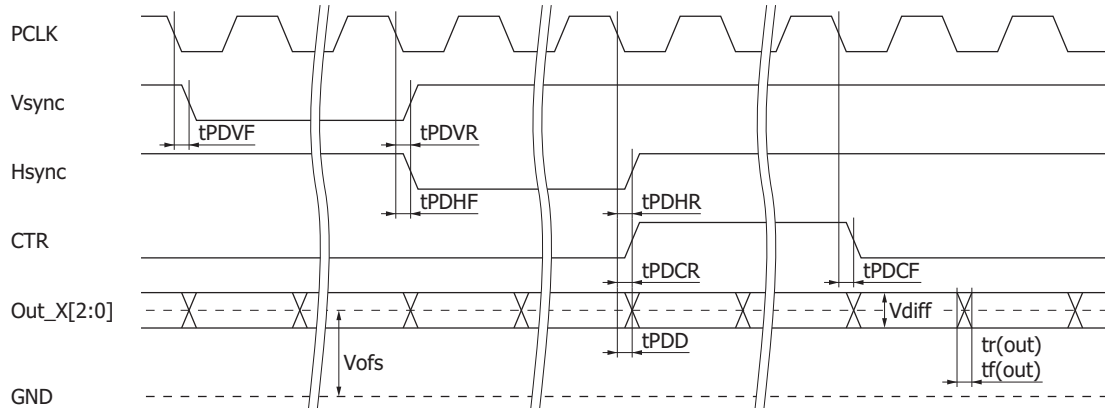 PCLK
Vsync
tPDVF
tPDVR
Hsync
tPDHF
tPDHR
CTR
tPDCR
tPDCF
Out_X[2:0]
Vdiff
tPDD
Vofs
tr(out)
tf(out)
GND